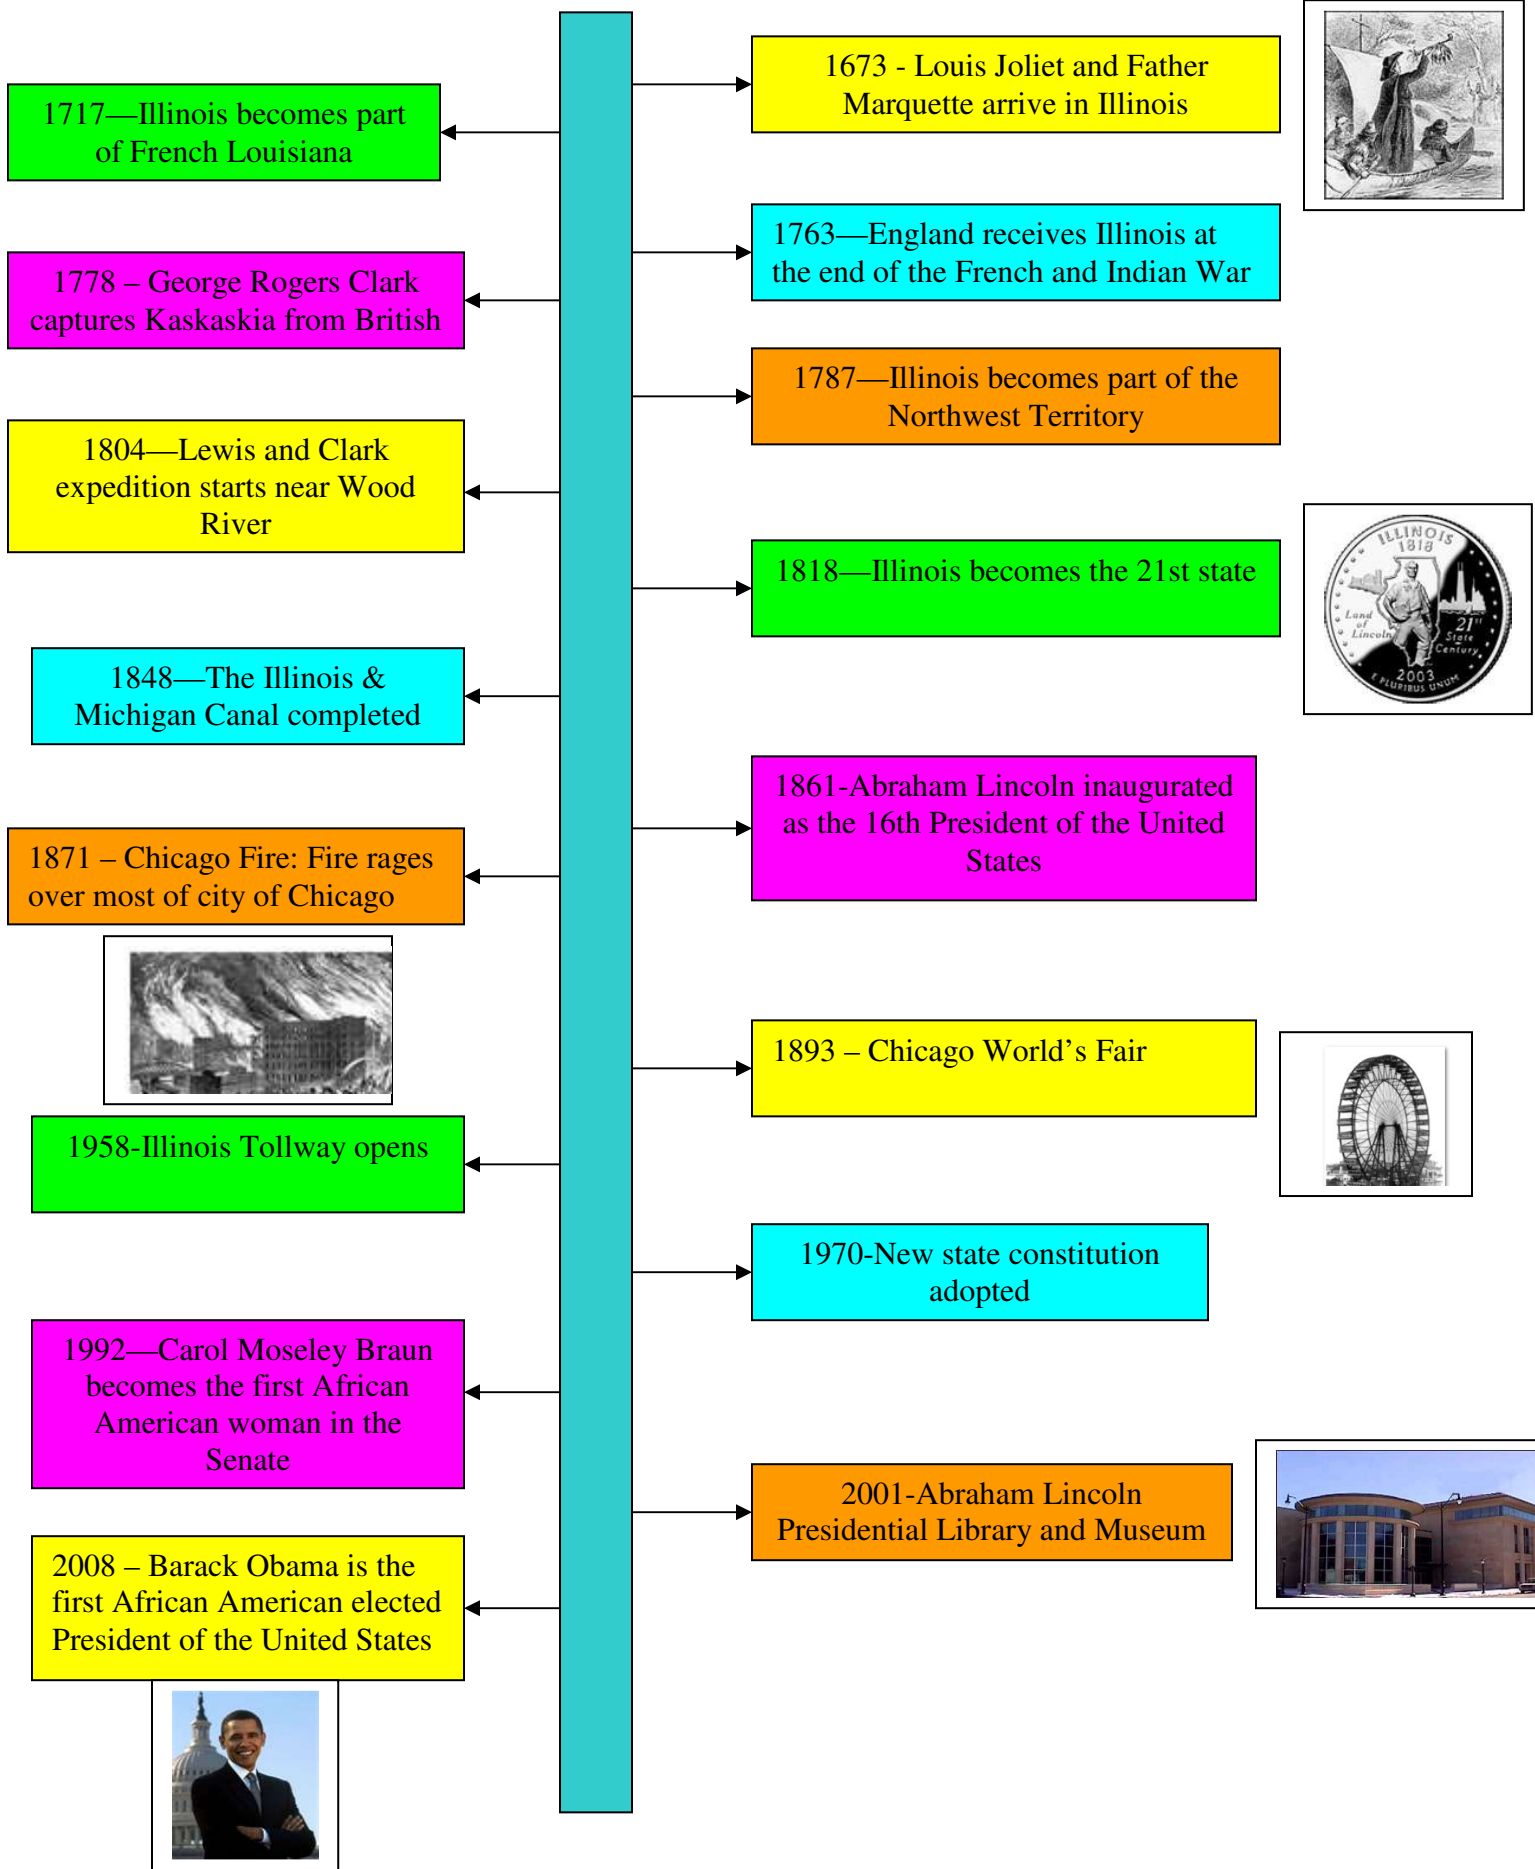 1673 - Louis Joliet and Father
Marquette arrive in Illinois
1717—Illinois becomes part
of French Louisiana
1763—England receives Illinois at
the end of the French and Indian War
1778 – George Rogers Clark
captures Kaskaskia from British
1787—Illinois becomes part of the
Northwest Territory
1804—Lewis and Clark
expedition starts near Wood
River
1818—Illinois becomes the 21st state
ILLINOIS
1818
Land
of
Lincoln
21st
State
Century
2003
E PLURIBUS UNUM
1848—The Illinois &
Michigan Canal completed
1861-Abraham Lincoln inaugurated
as the 16th President of the United
States
1871 – Chicago Fire: Fire rages
over most of city of Chicago
1893 – Chicago World's Fair
1958-Illinois Tollway opens
1970-New state constitution
adopted
1992—Carol Moseley Braun
becomes the first African
American woman in the
Senate
2001-Abraham Lincoln
Presidential Library and Museum
2008 – Barack Obama is the
first African American elected
President of the United States